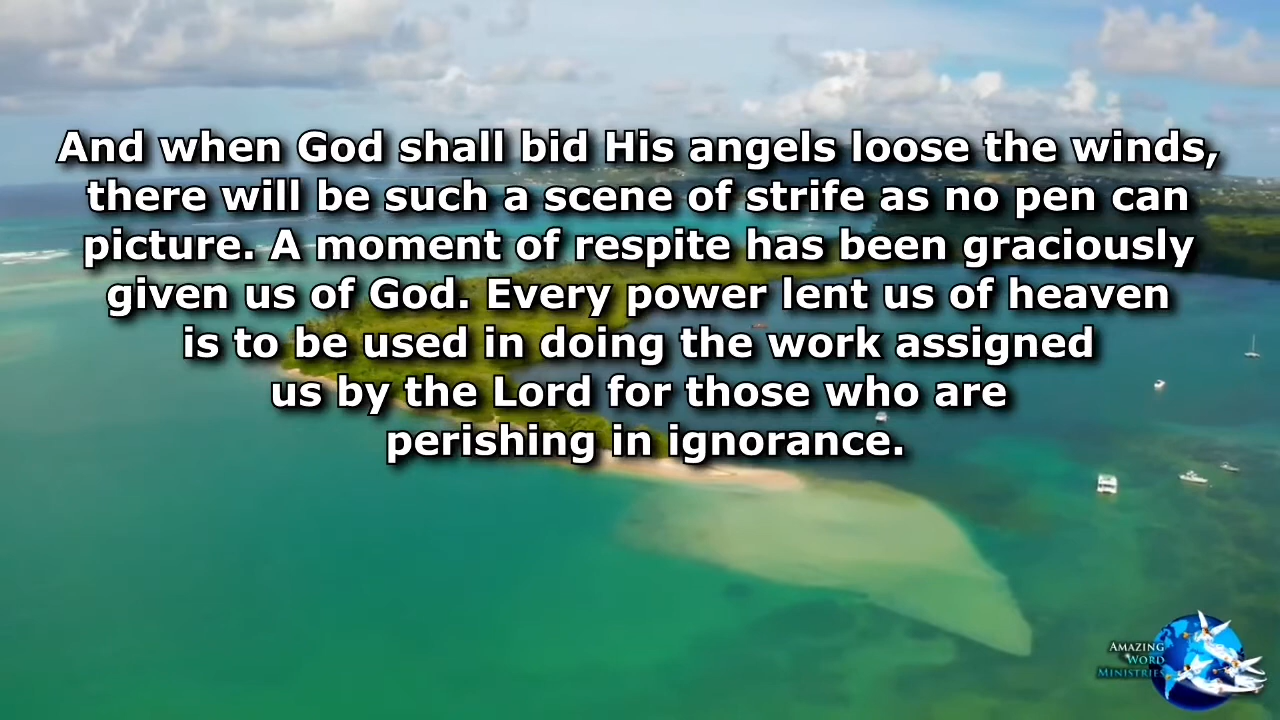 And when God shall bid His angels loose the winds,
there will be such a scene of strife as no pen can
picture. A moment of respite has been graciously
given us of God. Every power lent us of heaven
is to be used in doing the work assigned
us by the Lord for those who are
perishing in ignorance.
AMAZING
WORD
MINISTRIES